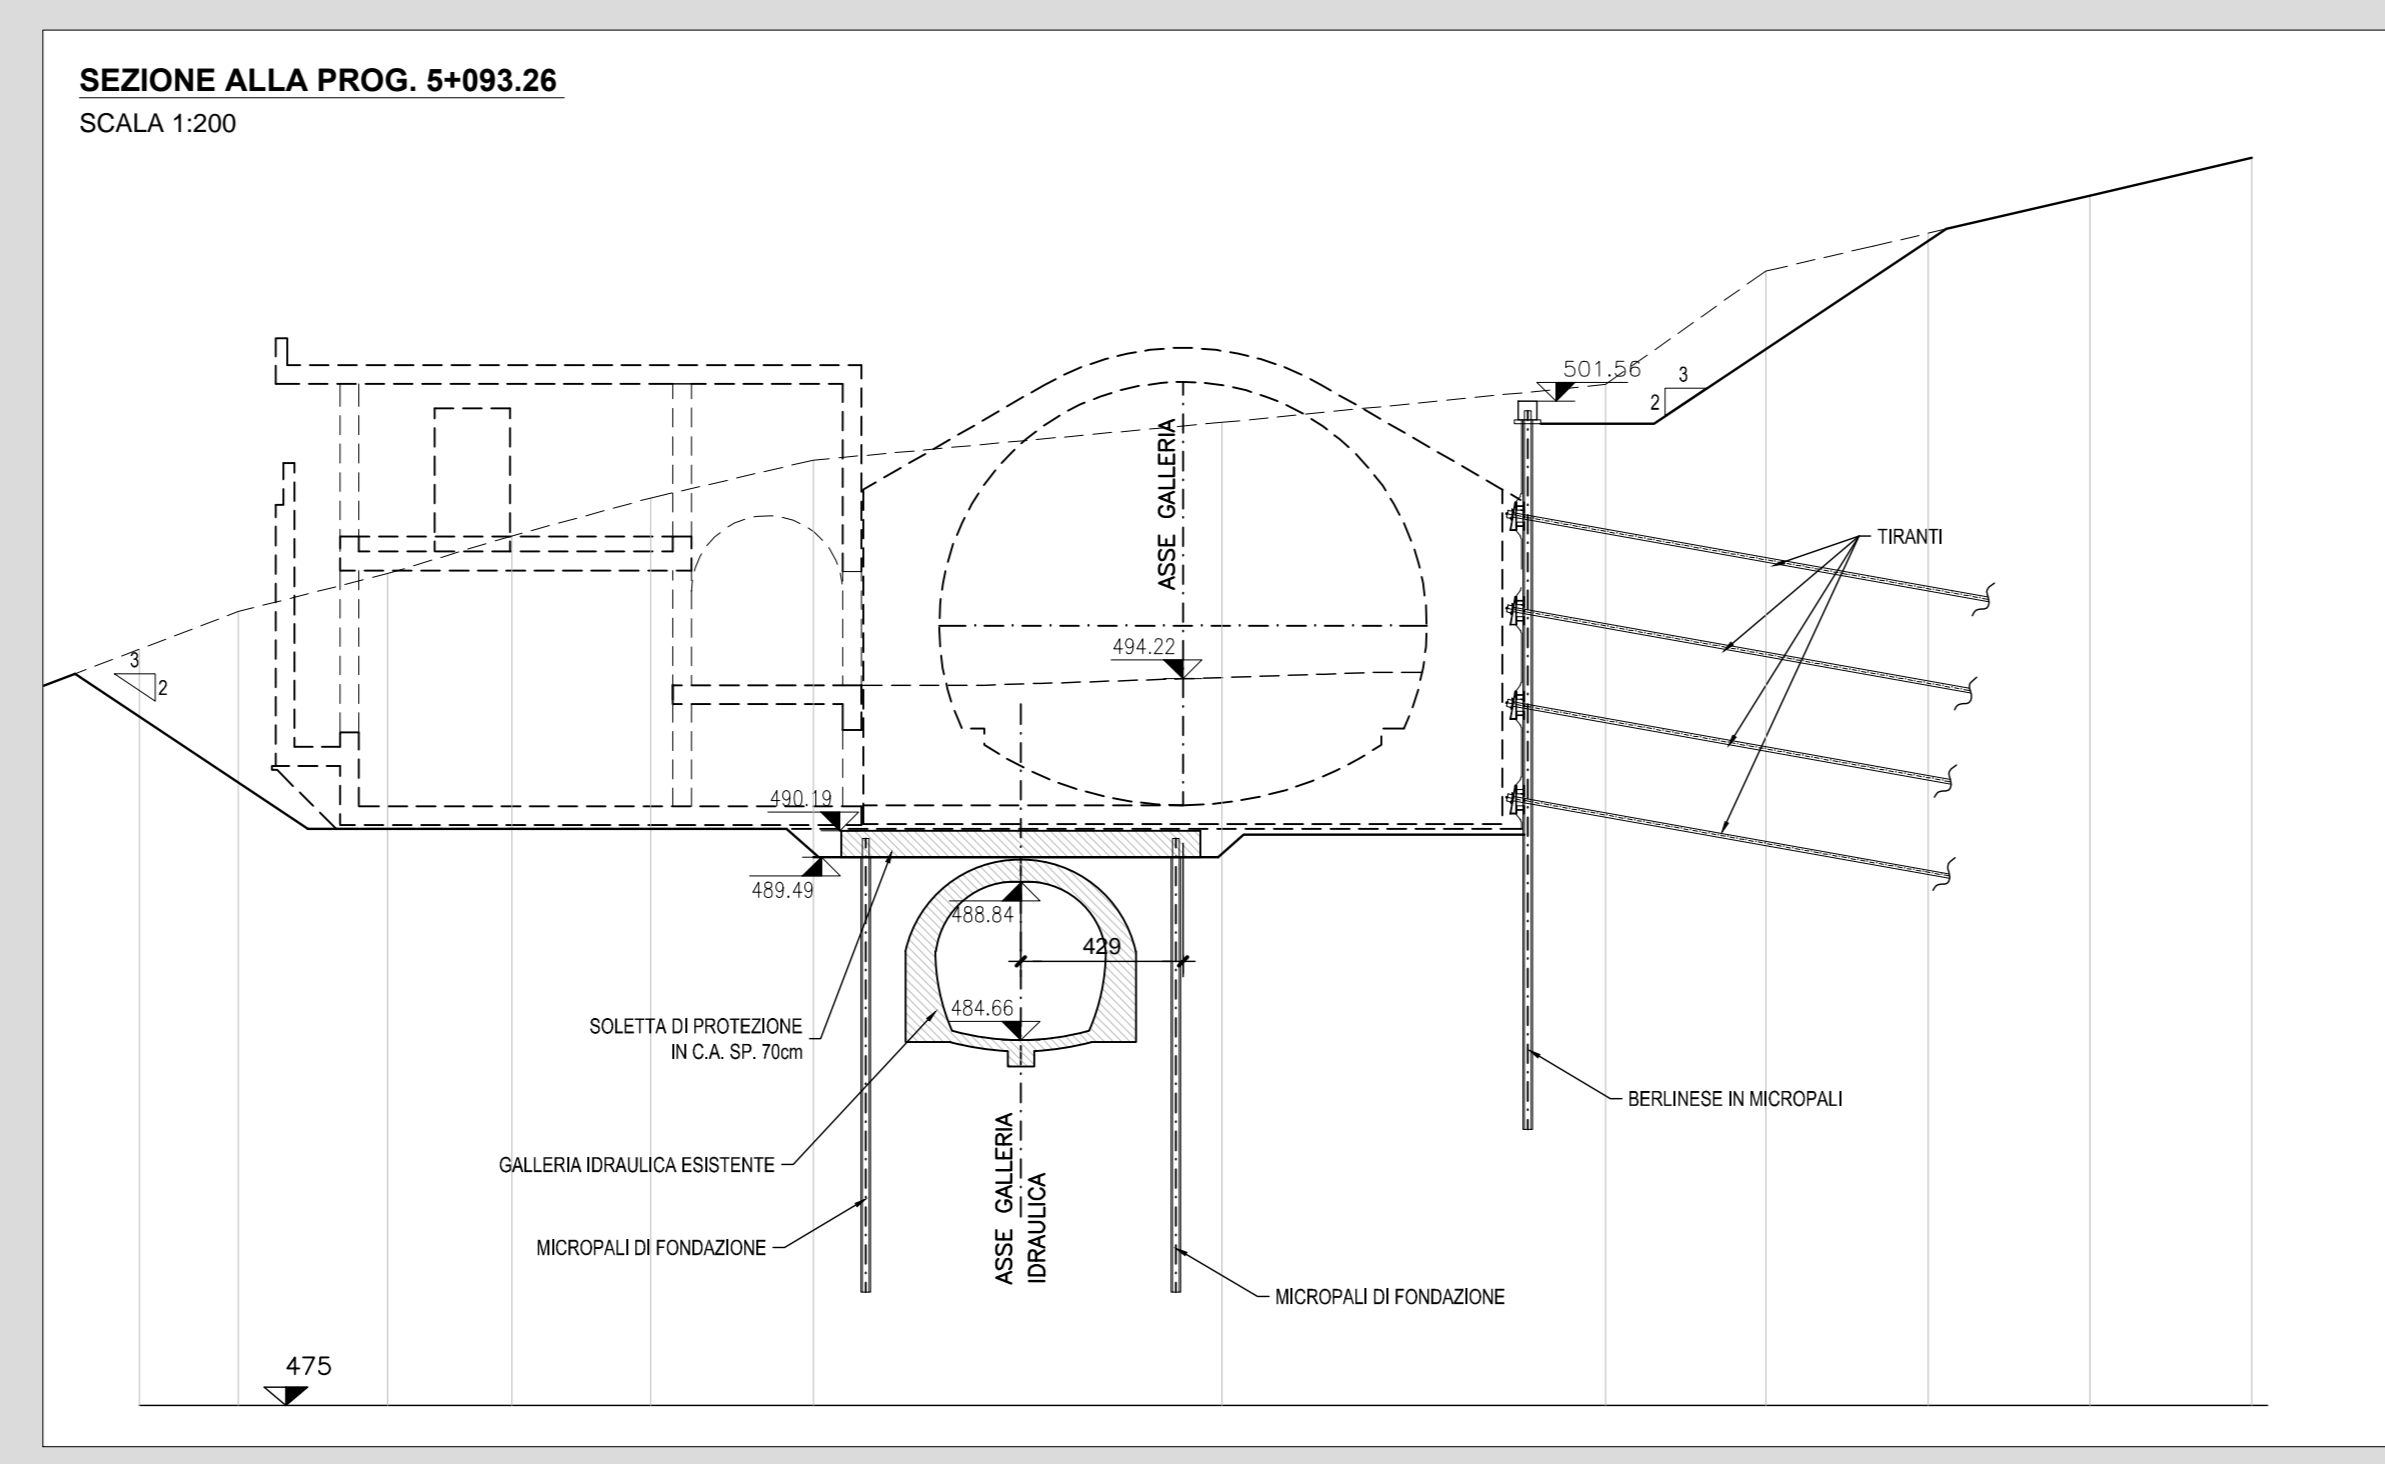 SEZIONE ALLA PROG. 5+093.26
SCALA 1:200
501.56
3
2
ASSE GALLERIA
TIRANTI
494.22
3
2
490.19
489.49
488.84
429
484.66
SOLETTA DI PROTEZIONE
IN C.A. SP. 70cm
BERLINESE IN MICROPALI
GALLERIA IDRAULICA ESISTENTE
ASSE GALLERIA
IDRAULICA
MICROPALI DI FONDAZIONE
MICROPALI DI FONDAZIONE
475